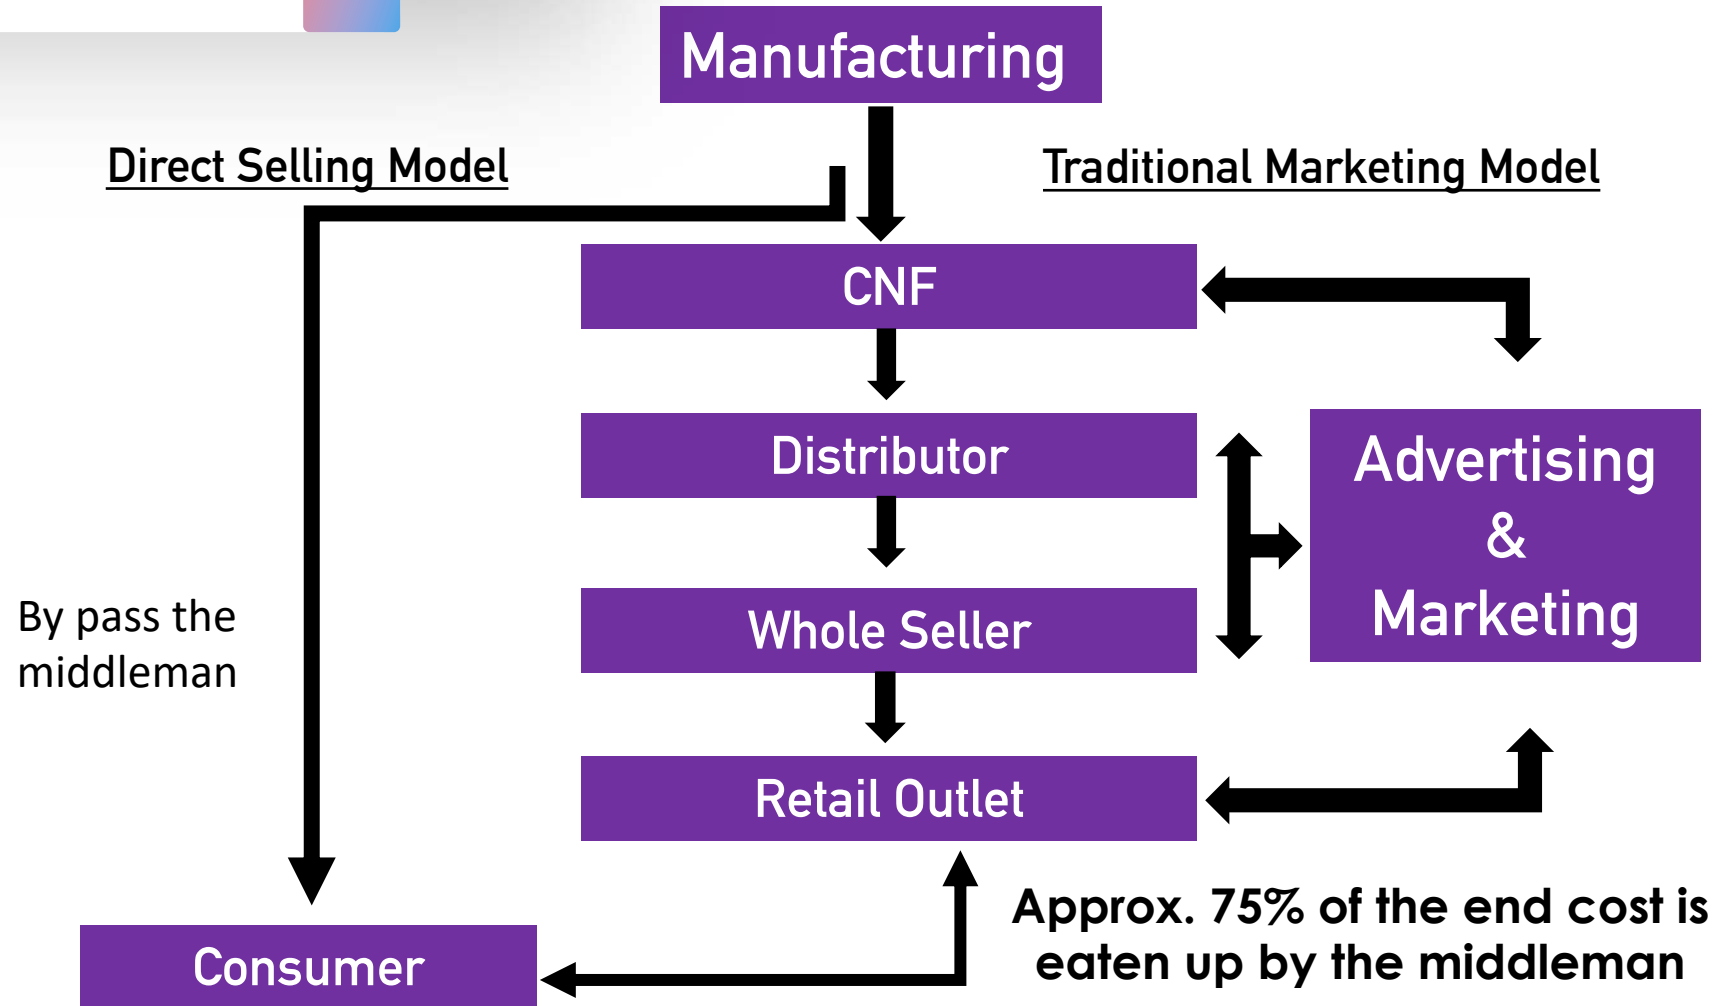 Manufacturing
Direct Selling Model
Traditional Marketing Model
CNF
Distributor
Advertising
&
Marketing
By pass the
middleman
Whole Seller
Retail Outlet
Approx. 75% of the end cost is
eaten up by the middleman
Consumer